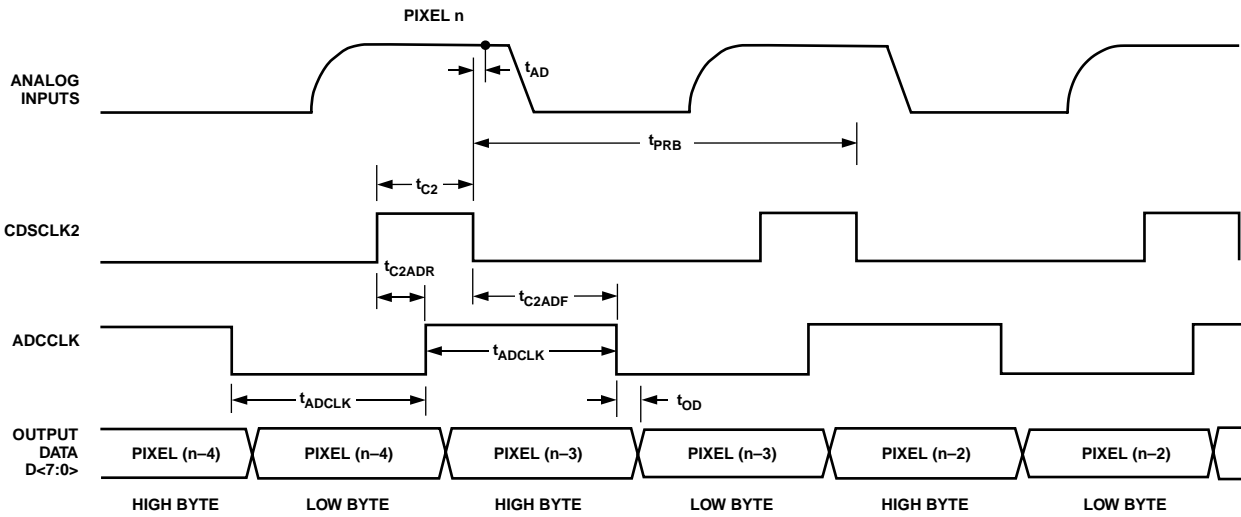 PIXEL n
ANALOG
INPUTS
tAD
tPRB
tC2
CDSCLK2
tC2ADR
tC2ADF
ADCCLK
tADCLK
tADCLK
tOD
OUTPUT
DATA
D<7:0>
PIXEL (n–4) PIXEL (n–4) PIXEL (n–3) PIXEL (n–3) PIXEL (n–2) PIXEL (n–2)
HIGH BYTE LOW BYTE HIGH BYTE LOW BYTE HIGH BYTE LOW BYTE